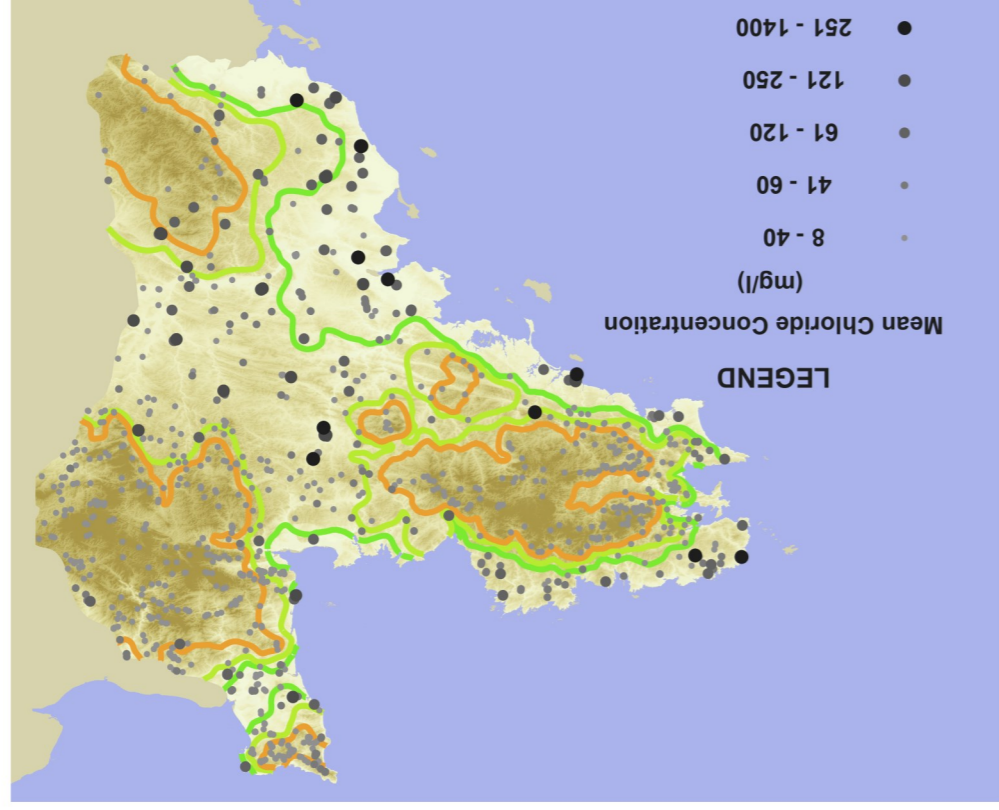 LEGEND
Mean Chloride Concentration
(mg/l)
8 - 40
41 - 60
61 - 120
121 - 250
251 - 1400